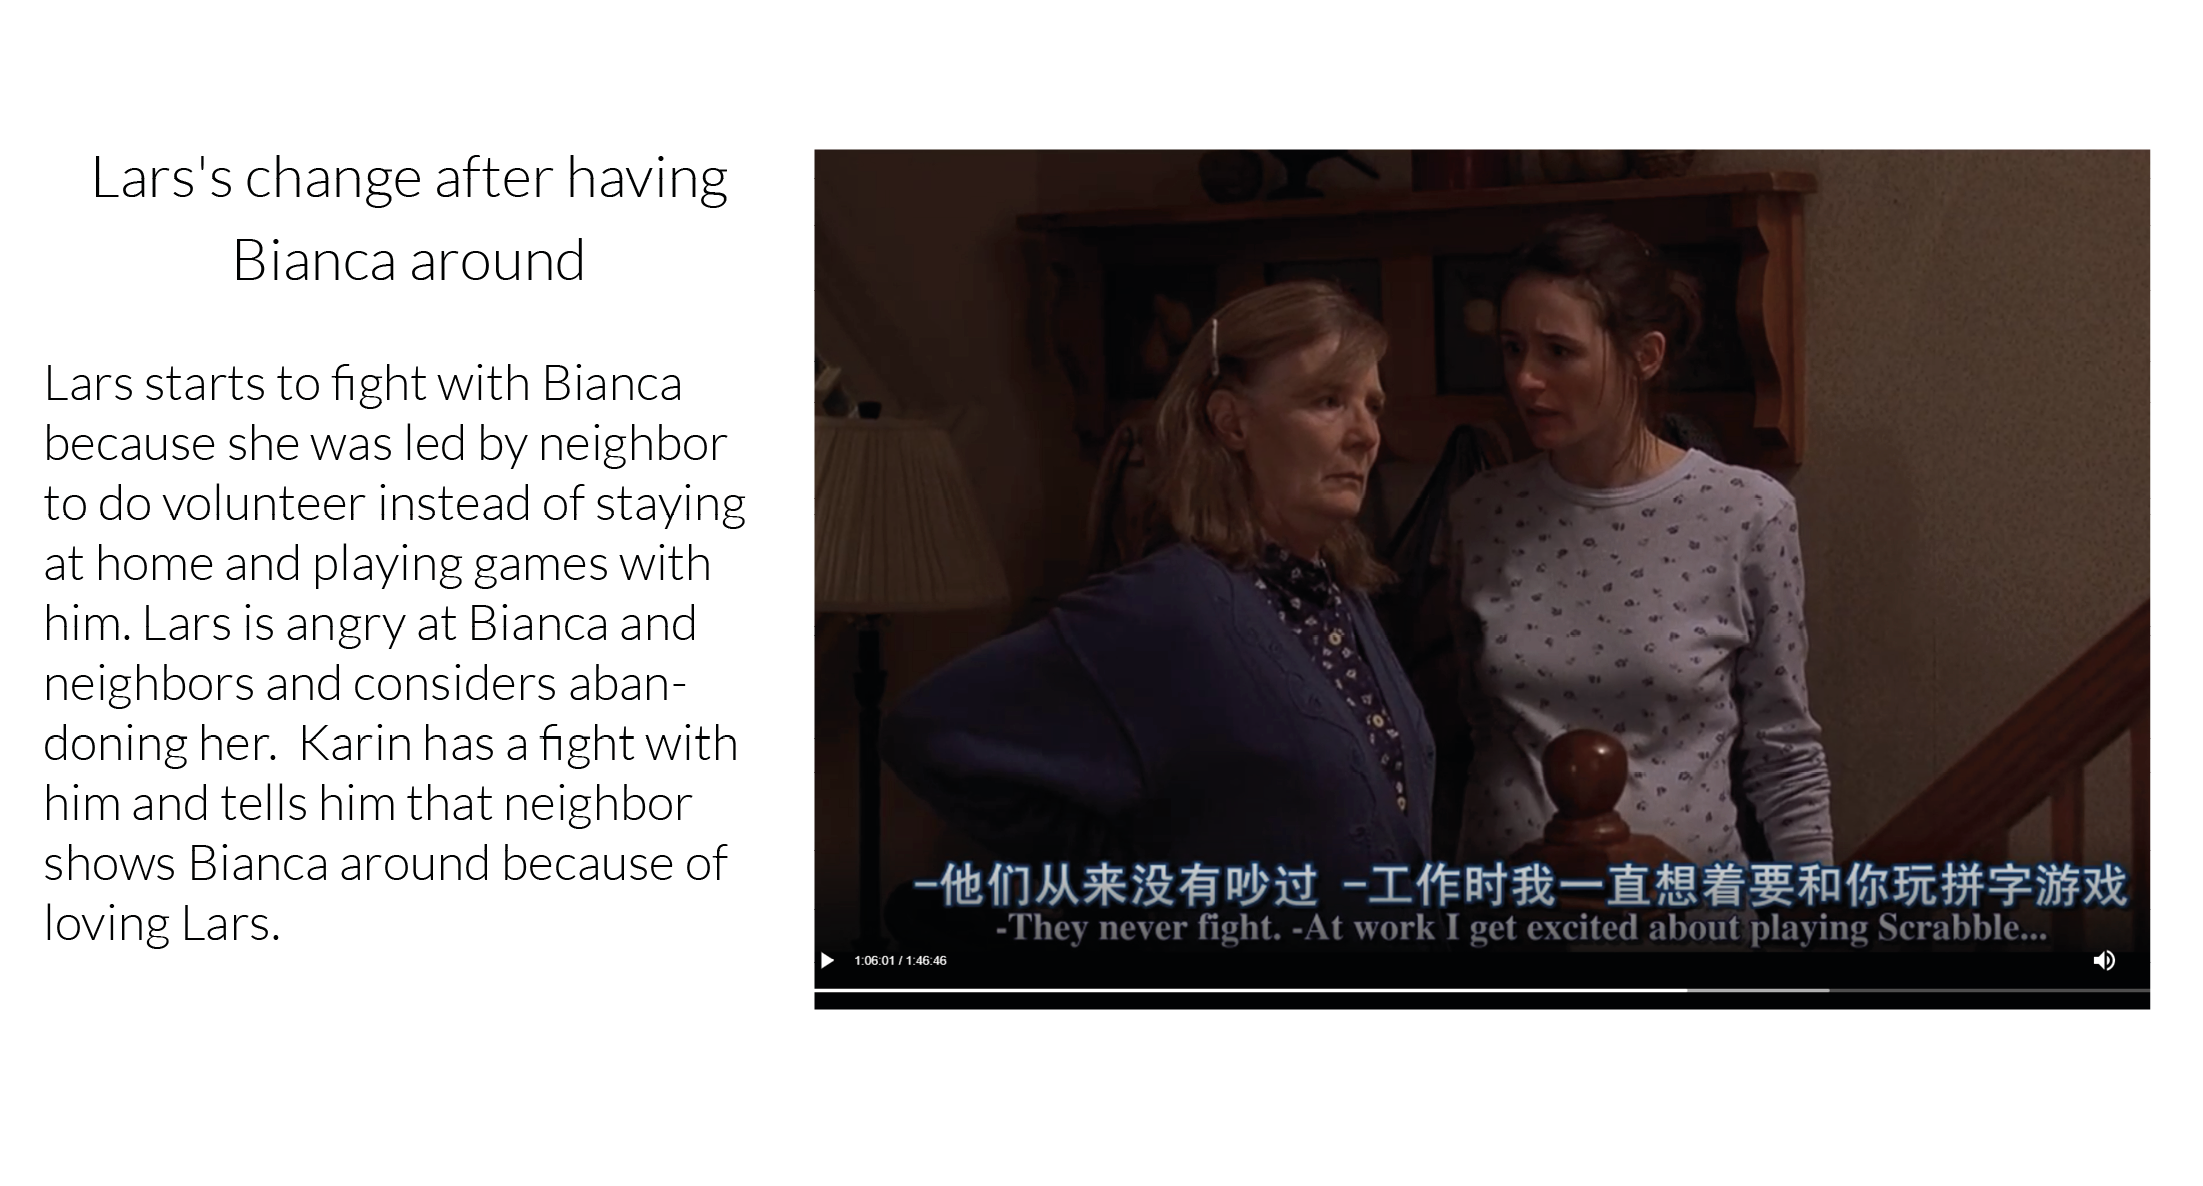 Lars's change after having
Bianca around
Lars starts to fight with Bianca
because she was led by neighbor
to do volunteer instead of staying
at home and playing games with
him. Lars is angry at Bianca and
neighbors and considers aban-
doning her.  Karin has a fight with
him and tells him that neighbor
shows Bianca around because of
loving Lars.
-他们从来没有吵过 -工作时我一直想着要和你玩拼字游戏
-They never fight. -At work I get excited about playing Scrabble...
1:06:01 / 1:46:46